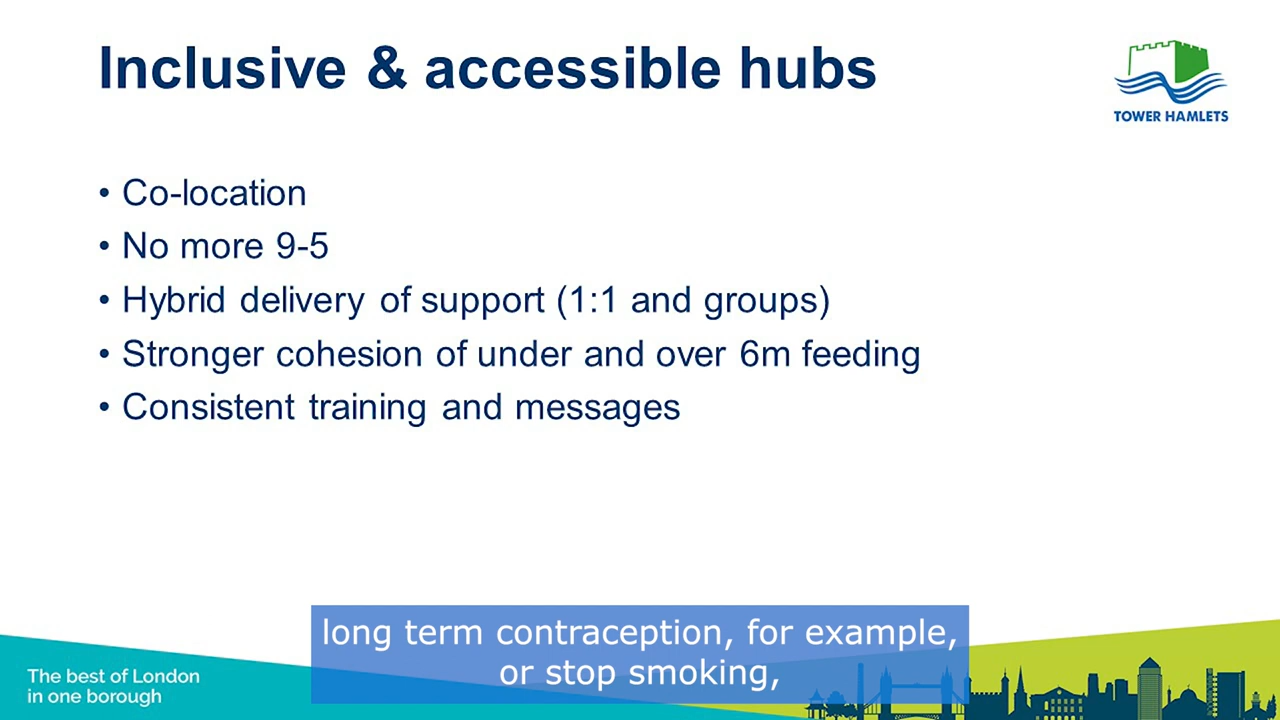 Inclusive & accessible hubs
TOWER HAMLETS
• Co-location
• No more 9-5
• Hybrid delivery of support (1:1 and groups)
• Stronger cohesion of under and over 6m feeding
• Consistent training and messages
long term contraception, for example,
or stop smoking,
The best of London
in one borough